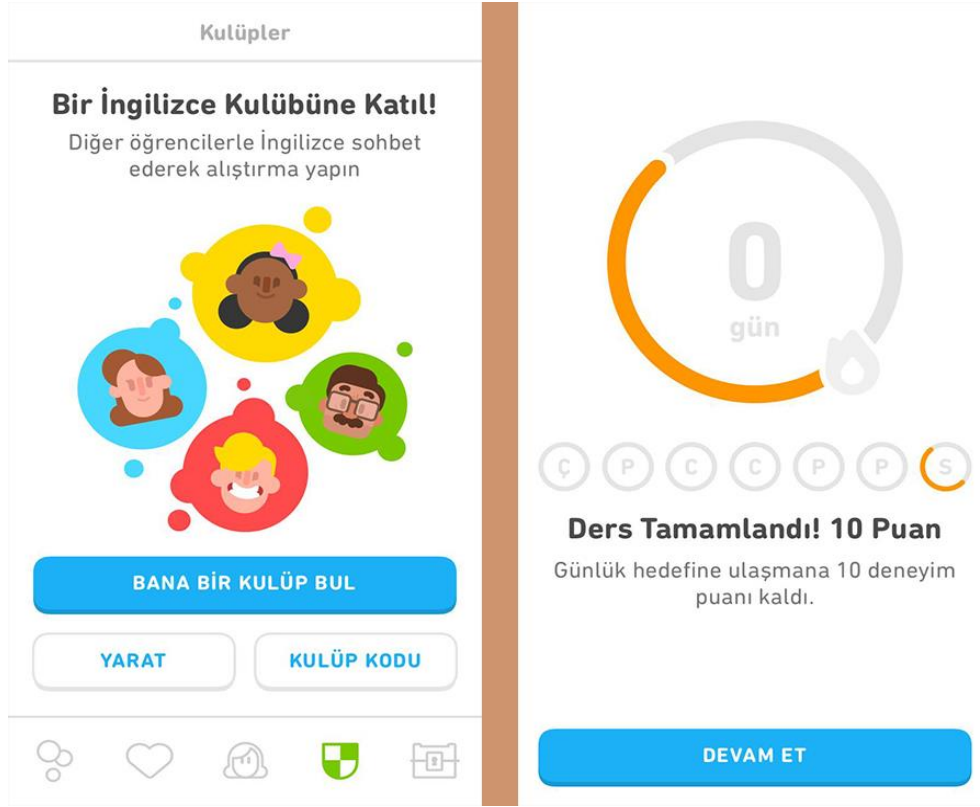 Kulüpler
Bir İngilizce Kulübüne Katıl!
Diğer öğrencilerle İngilizce sohbet
ederek alıştırma yapın
BANA BİR KULÜP BUL
YARAT
KULÜP KODU
0
gün
Ç P C C P P S
Ders Tamamlandı! 10 Puan
Günlük hedefine ulaşmana 10 deneyim
puanı kaldı.
DEVAM ET